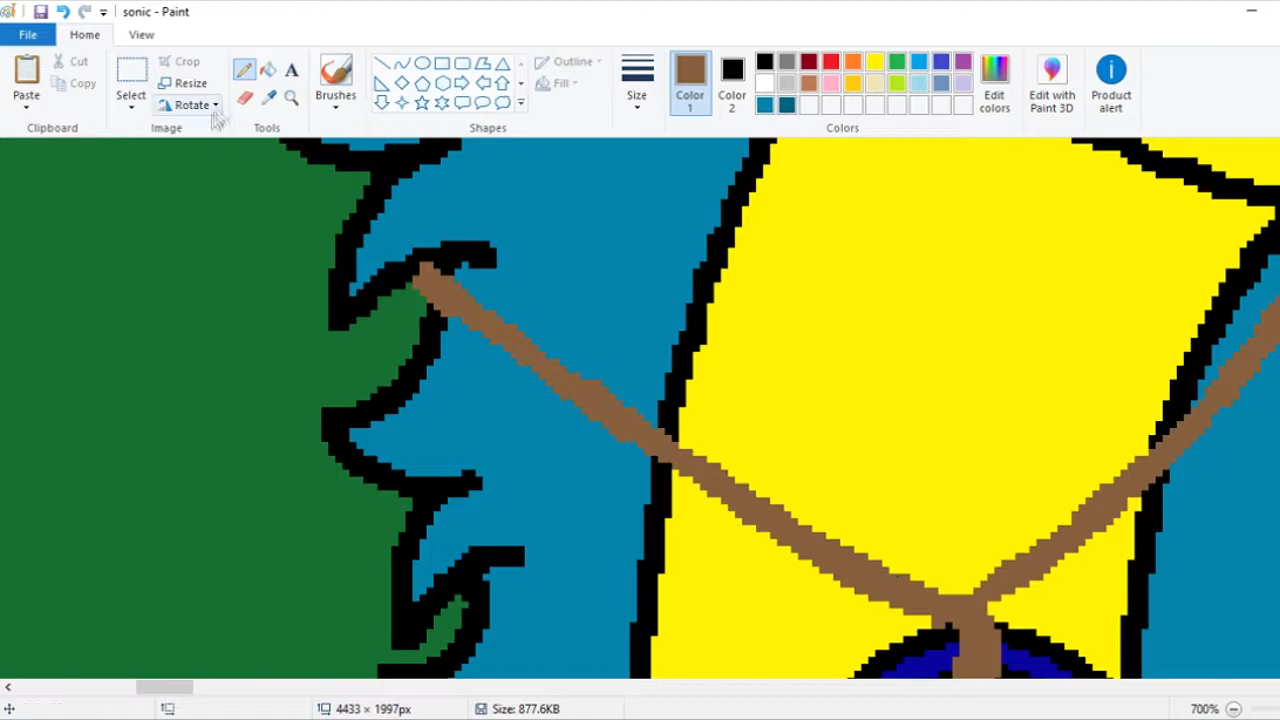 sonic - Paint
File
Home
View
Paste
Cut
Copy
Clipboard
Select
Crop
Resize
Rotate
Image
A
Tools
Brushes
Outline
Fill
Shapes
Size
Color
1
Color
2
Edit
colors
Colors
Edit with
Paint 3D
Product
alert
4433 × 1997px
Size: 877.6KB
700%